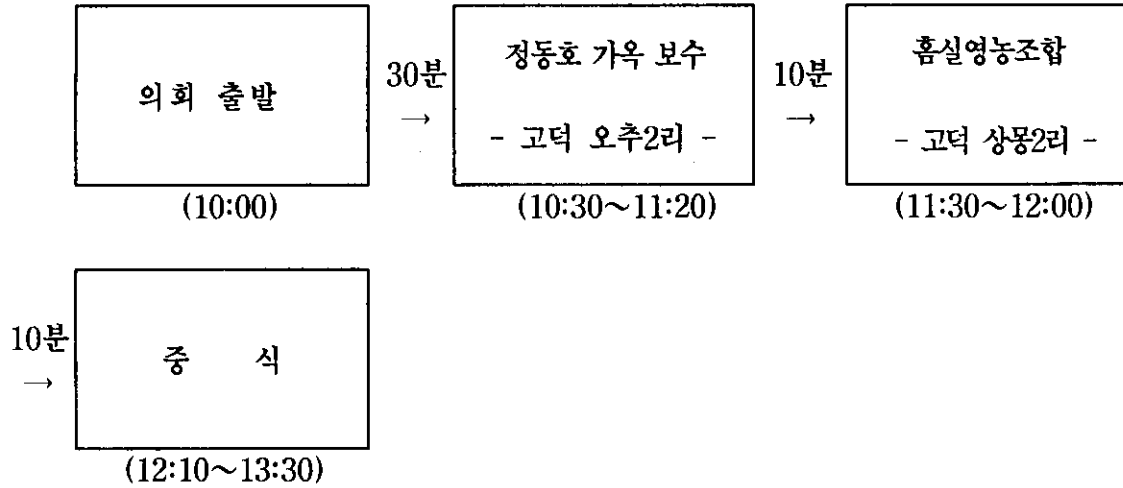 의회 출발
(10:00)
30분
→
정동호 가옥 보수
- 고덕 오추2리 -
(10:30~11:20)
10분
→
홈실영농조합
- 고덕 상몽2리 -
(11:30~12:00)
10분
→
중 식
(12:10~13:30)